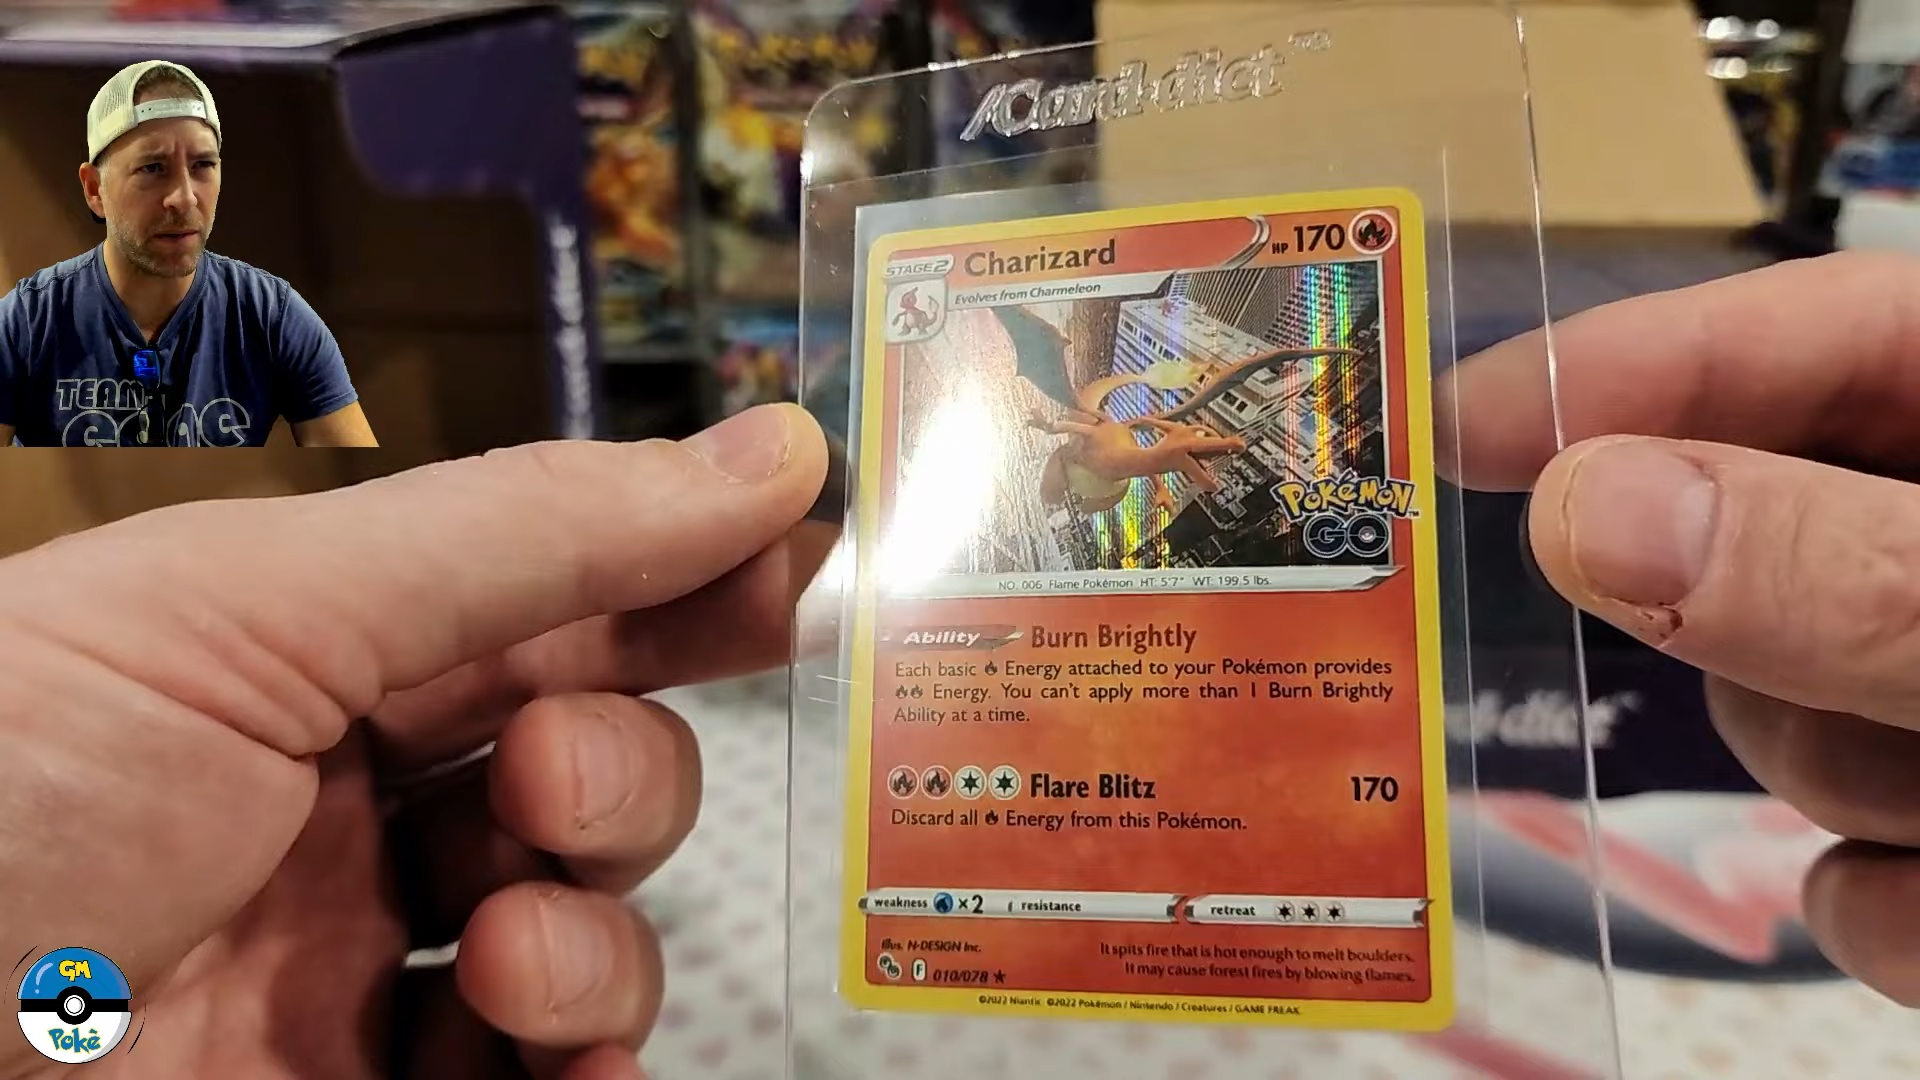 Card-dict™
STAGE2
Charizard
HP 170
Evolves from Charmeleon
Pokémon™
GO
NO. 006 Flame Pokémon HT: 5'7" WT: 199.5 lbs.
Ability Burn Brightly
Each basic Energy attached to your Pokémon provides
Energy. You can't apply more than 1 Burn Brightly
Ability at a time.
Flare Blitz 170
Discard all Energy from this Pokémon.
weakness ×2 resistance retreat
Illus. N-DESIGN Inc.
F 010/078 ★
It spits fire that is hot enough to melt boulders.
It may cause forest fires by blowing flames.
©2022 Niantic ©2022 Pokémon / Nintendo / Creatures / GAME FREAK
TEAM
GM
Pokè